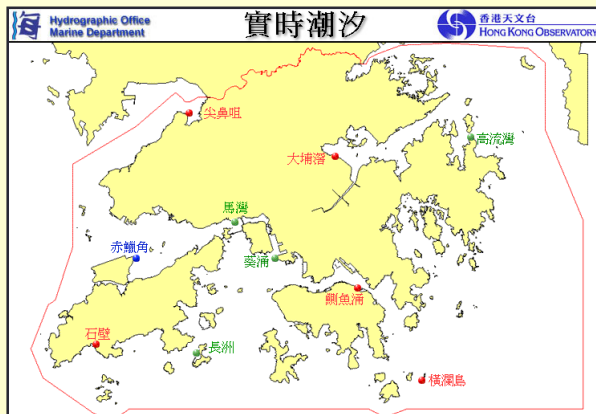 Hydrographic Office
Marine Department
實時潮汐
香港天文台
HONG KONG OBSERVATORY
尖鼻咀
高流灣
大埔滘
馬灣
赤鱲角
葵涌
鰂魚涌
石壁
長洲
橫瀾島